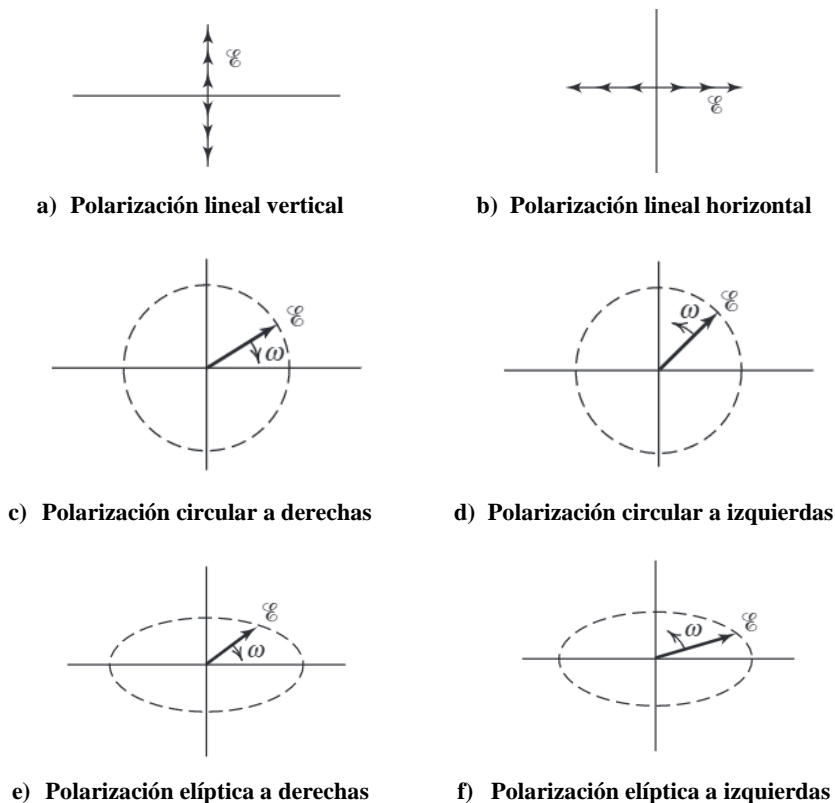 ℰ
ℰ
a) Polarización lineal vertical
b) Polarización lineal horizontal
ℰ
ω
ℰ
ω
c) Polarización circular a derechas
d) Polarización circular a izquierdas
ℰ
ω
ℰ
ω
e) Polarización elíptica a derechas
f) Polarización elíptica a izquierdas